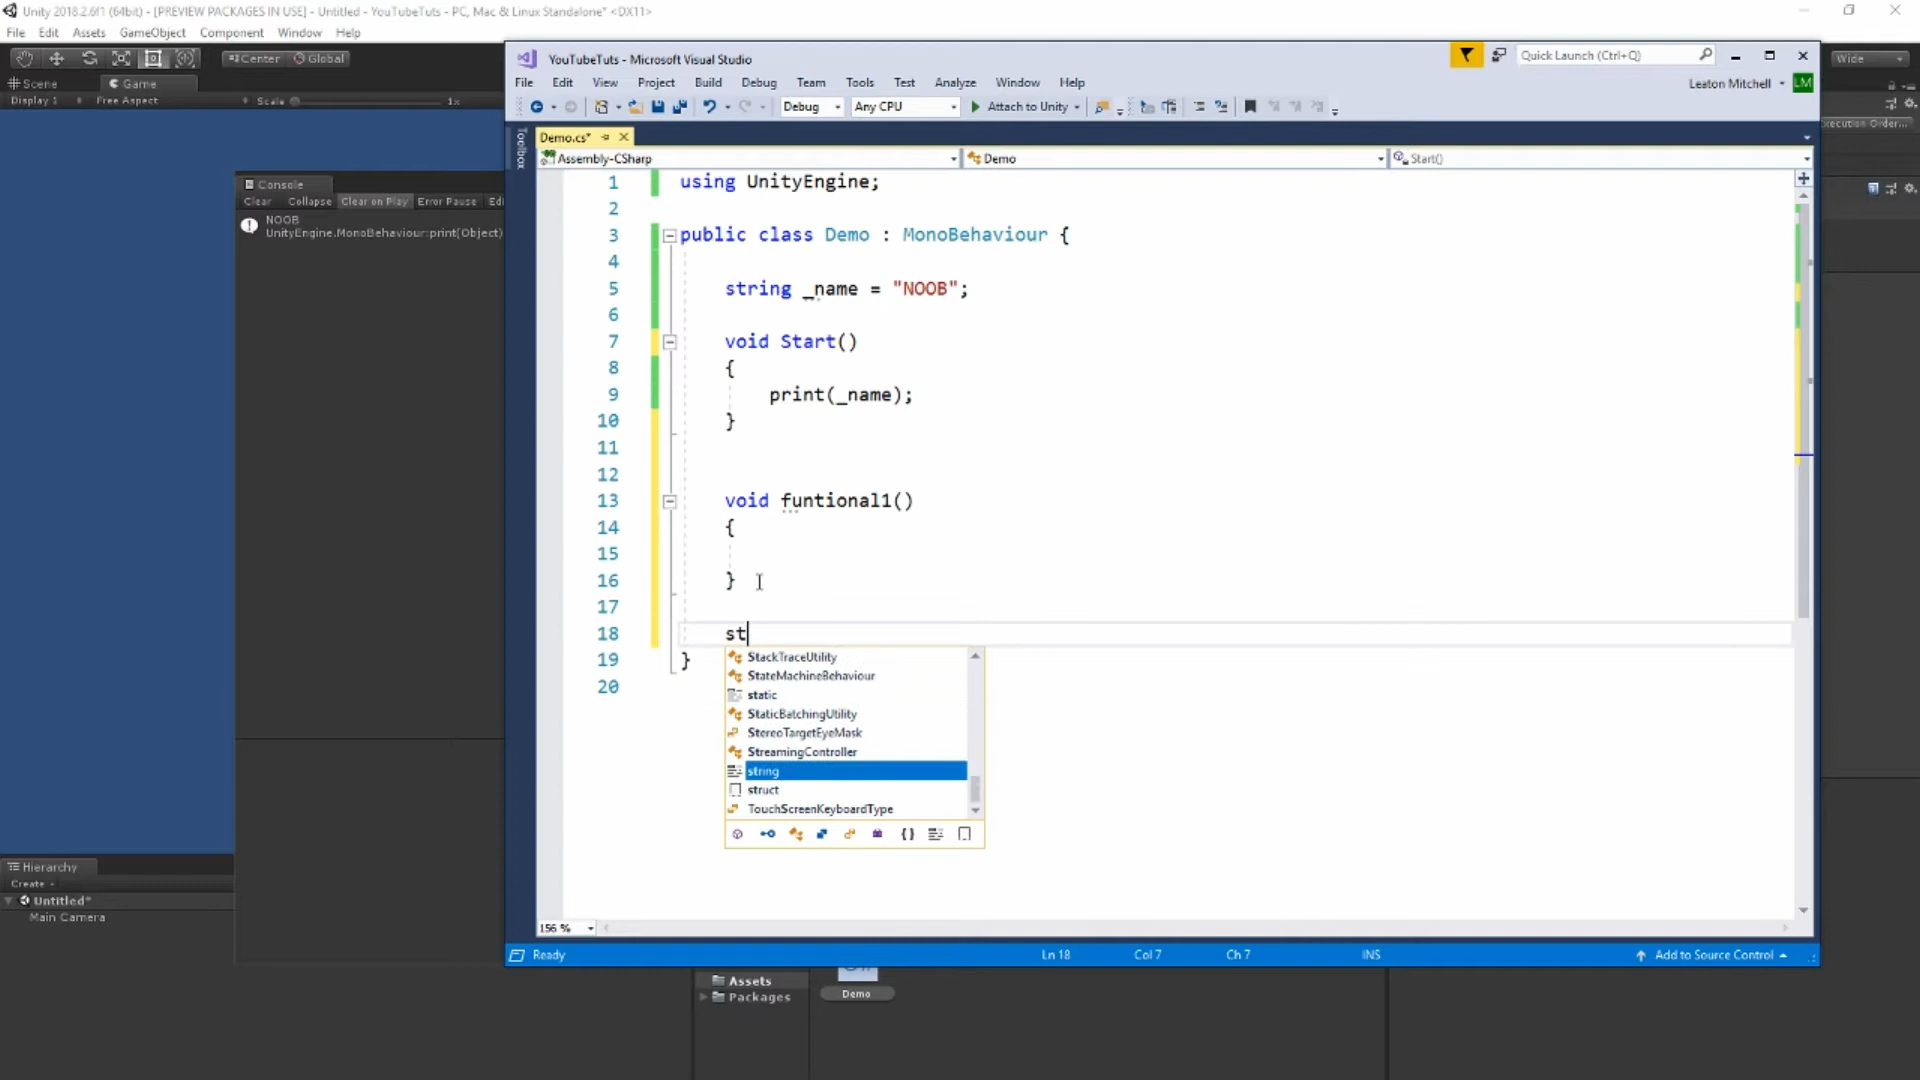 Unity 2018.2.6f1 (64bit) - [PREVIEW PACKAGES IN USE] - Untitled - YouTubeTuts - PC, Mac & Linux Standalone* <DX11>
File Edit Assets GameObject Component Window Help
Center Global
Wide
Scene Game
Display 1 Free Aspect Scale 1x
xecution Order...
Console
Clear Collapse Clear on Play Error Pause Edi
NOOB
UnityEngine.MonoBehaviour:print(Object)
YouTubeTuts - Microsoft Visual Studio
Quick Launch (Ctrl+Q)
File Edit View Project Build Debug Team Tools Test Analyze Window Help
Leaton Mitchell LM
Debug Any CPU Attach to Unity
Toolbox
Demo.cs*
Assembly-CSharp Demo Start()
1 using UnityEngine;
2
3 public class Demo : MonoBehaviour {
4
5 string _name = "NOOB";
6
7 void Start()
8 {
9 print(_name);
10 }
11
12
13 void funtional1()
14 {
15
16 }
17
18 st
19 }
20
StackTraceUtility
StateMachineBehaviour
static
StaticBatchingUtility
StereoTargetEyeMask
StreamingController
string
struct
TouchScreenKeyboardType
156 %
Ready Ln 18 Col 7 Ch 7 INS Add to Source Control
Hierarchy
Create
Untitled*
Main Camera
Assets
Packages
Demo